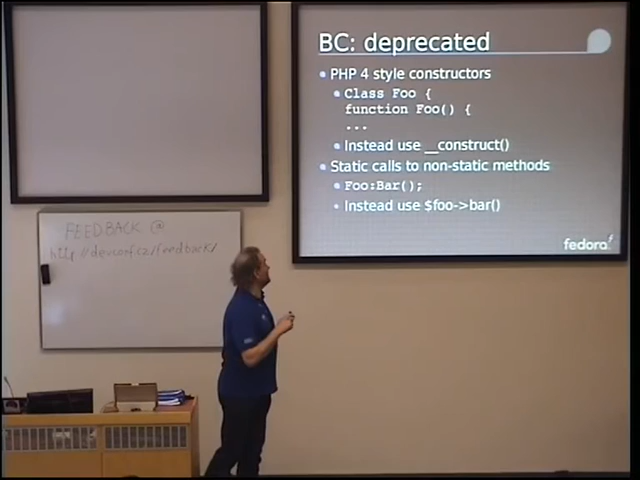 BC: deprecated
PHP 4 style constructors
Class Foo {
function Foo() {
...
Instead use __construct()
Static calls to non-static methods
Foo:Bar();
Instead use $foo->bar()
fedora
FEEDBACK @
http://devconf.cz/feedback/